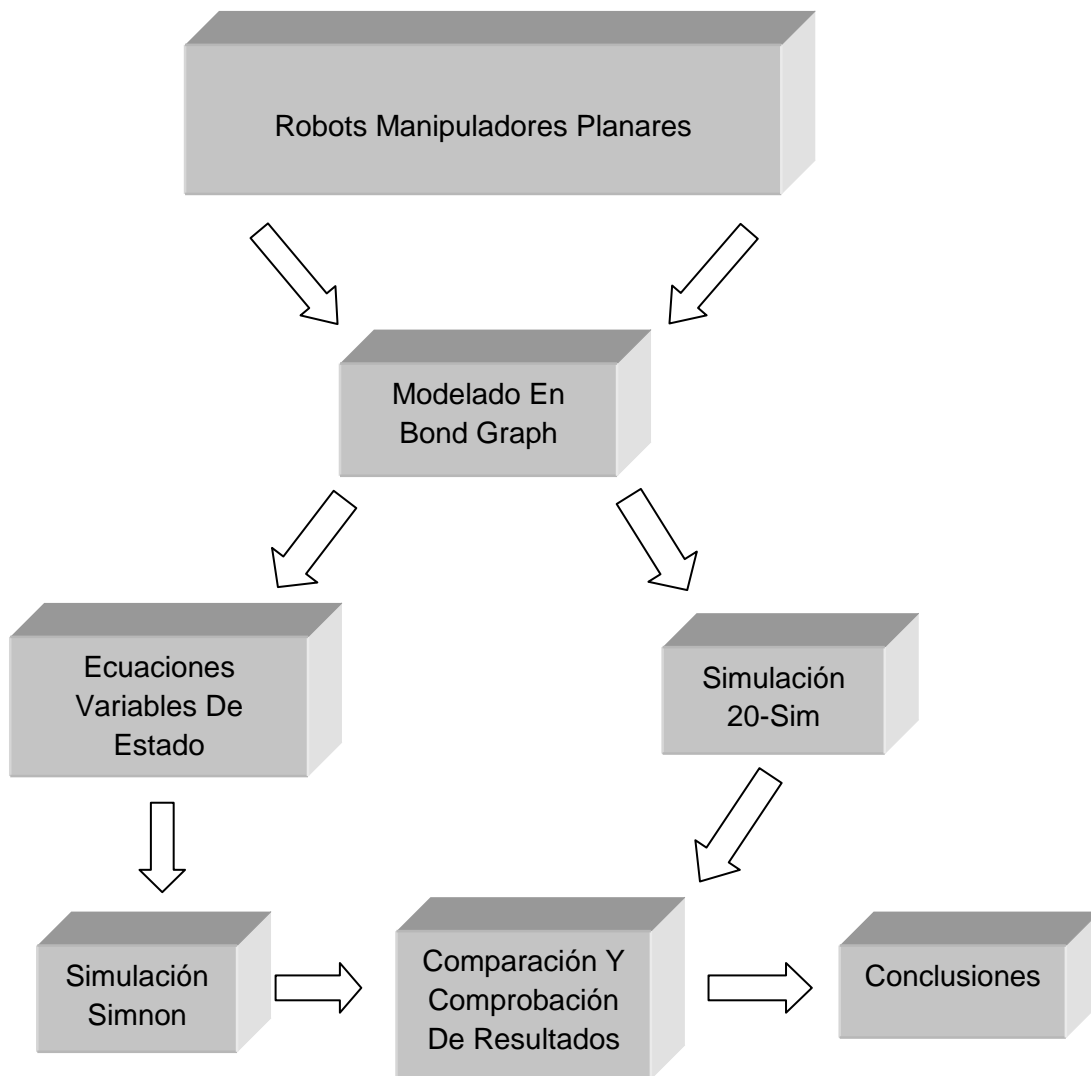 Robots Manipuladores Planares
Modelado En
Bond Graph
Ecuaciones
Variables De
Estado
Simulación
20-Sim
Simulación
Simnon
Comparación Y
Comprobación
De Resultados
Conclusiones